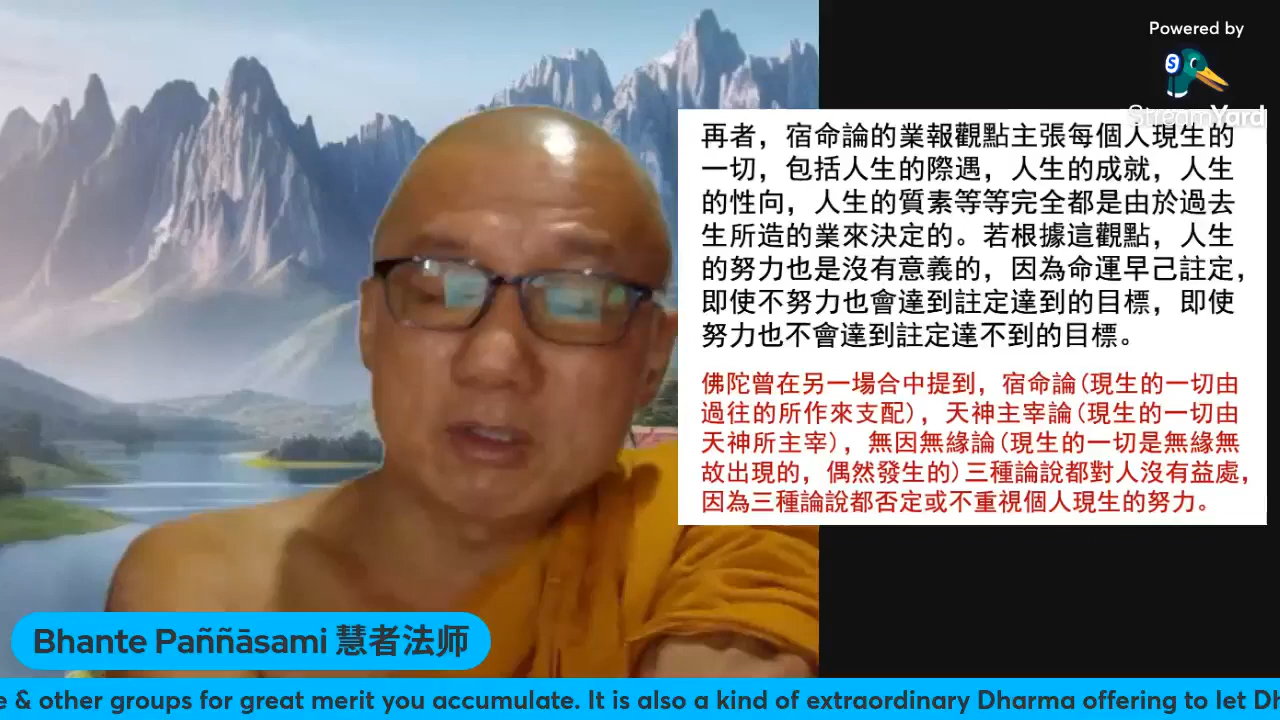 Powered by
S
StreamYard
再者，宿命論的業報觀點主張每個人現生的
一切，包括人生的際遇，人生的成就，人生
的性向，人生的質素等等完全都是由於過去
生所造的業來決定的。若根據這觀點，人生
的努力也是沒有意義的，因為命運早己註定，
即使不努力也會達到註定達到的目標，即使
努力也不會達到註定達不到的目標。
佛陀曾在另一場合中提到，宿命論(現生的一切由
過往的所作來支配)，天神主宰論(現生的一切由
天神所主宰)，無因無緣論(現生的一切是無緣無
故出現的，偶然發生的)三種論說都對人沒有益處，
因為三種論說都否定或不重視個人現生的努力。
Bhante Paññāsami 慧者法师
e & other groups for great merit you accumulate. It is also a kind of extraordinary Dharma offering to let Dh